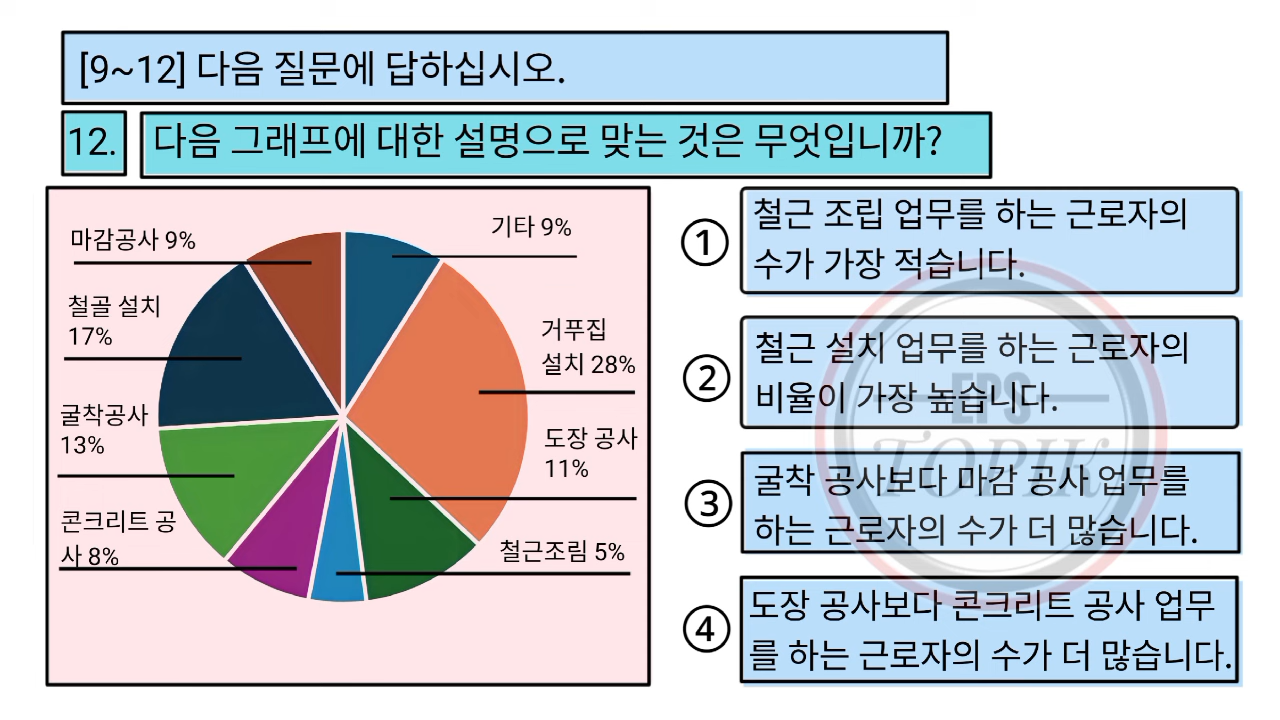 [9~12] 다음 질문에 답하십시오.
12. 다음 그래프에 대한 설명으로 맞는 것은 무엇입니까?
마감공사 9%
기타 9%
철골 설치
17%
거푸집
설치 28%
굴착공사
13%
도장 공사
11%
콘크리트 공
사 8%
철근조립 5%
① 철근 조립 업무를 하는 근로자의
수가 가장 적습니다.
② 철근 설치 업무를 하는 근로자의
비율이 가장 높습니다.
③ 굴착 공사보다 마감 공사 업무를
하는 근로자의 수가 더 많습니다.
④ 도장 공사보다 콘크리트 공사 업무
를 하는 근로자의 수가 더 많습니다.
EPS
TOPIK